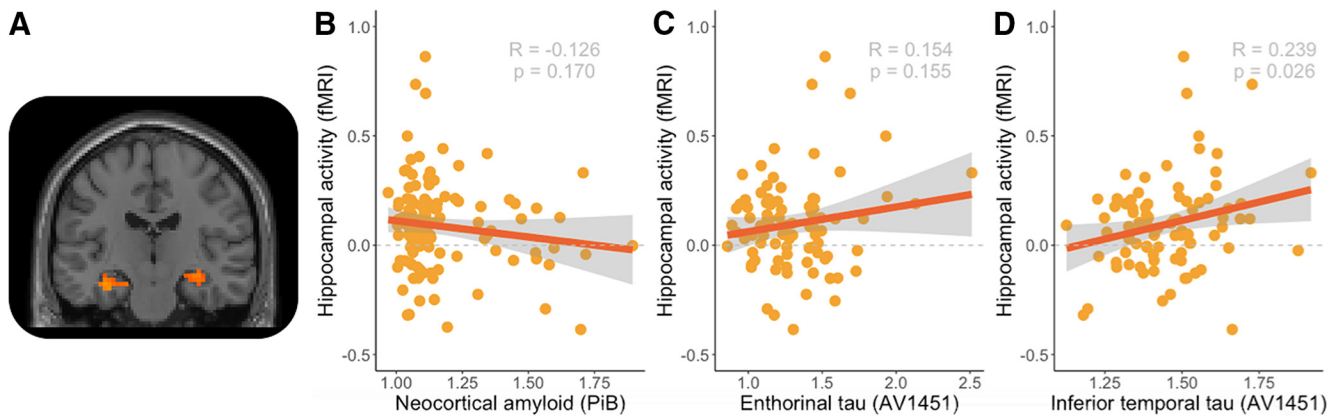 A
B
Hippocampal activity (fMRI)
1.0
0.5
0.0
-0.5
R = -0.126
p = 0.170
1.00 1.25 1.50 1.75
Neocortical amyloid (PiB)
C
Hippocampal activity (fMRI)
1.0
0.5
0.0
-0.5
R = 0.154
p = 0.155
1.0 1.5 2.0 2.5
Enthorinal tau (AV1451)
D
Hippocampal activity (fMRI)
1.0
0.5
0.0
-0.5
R = 0.239
p = 0.026
1.25 1.50 1.75
Inferior temporal tau (AV1451)